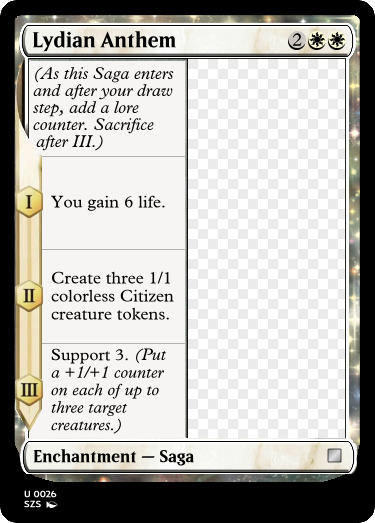 Lydian Anthem 2
(As this Saga enters
and after your draw
step, add a lore
counter. Sacrifice
after III.)
I
You gain 6 life.
II
Create three 1/1
colorless Citizen
creature tokens.
III
Support 3. (Put
a +1/+1 counter
on each of up to
three target
creatures.)
Enchantment — Saga
U 0026
SZS